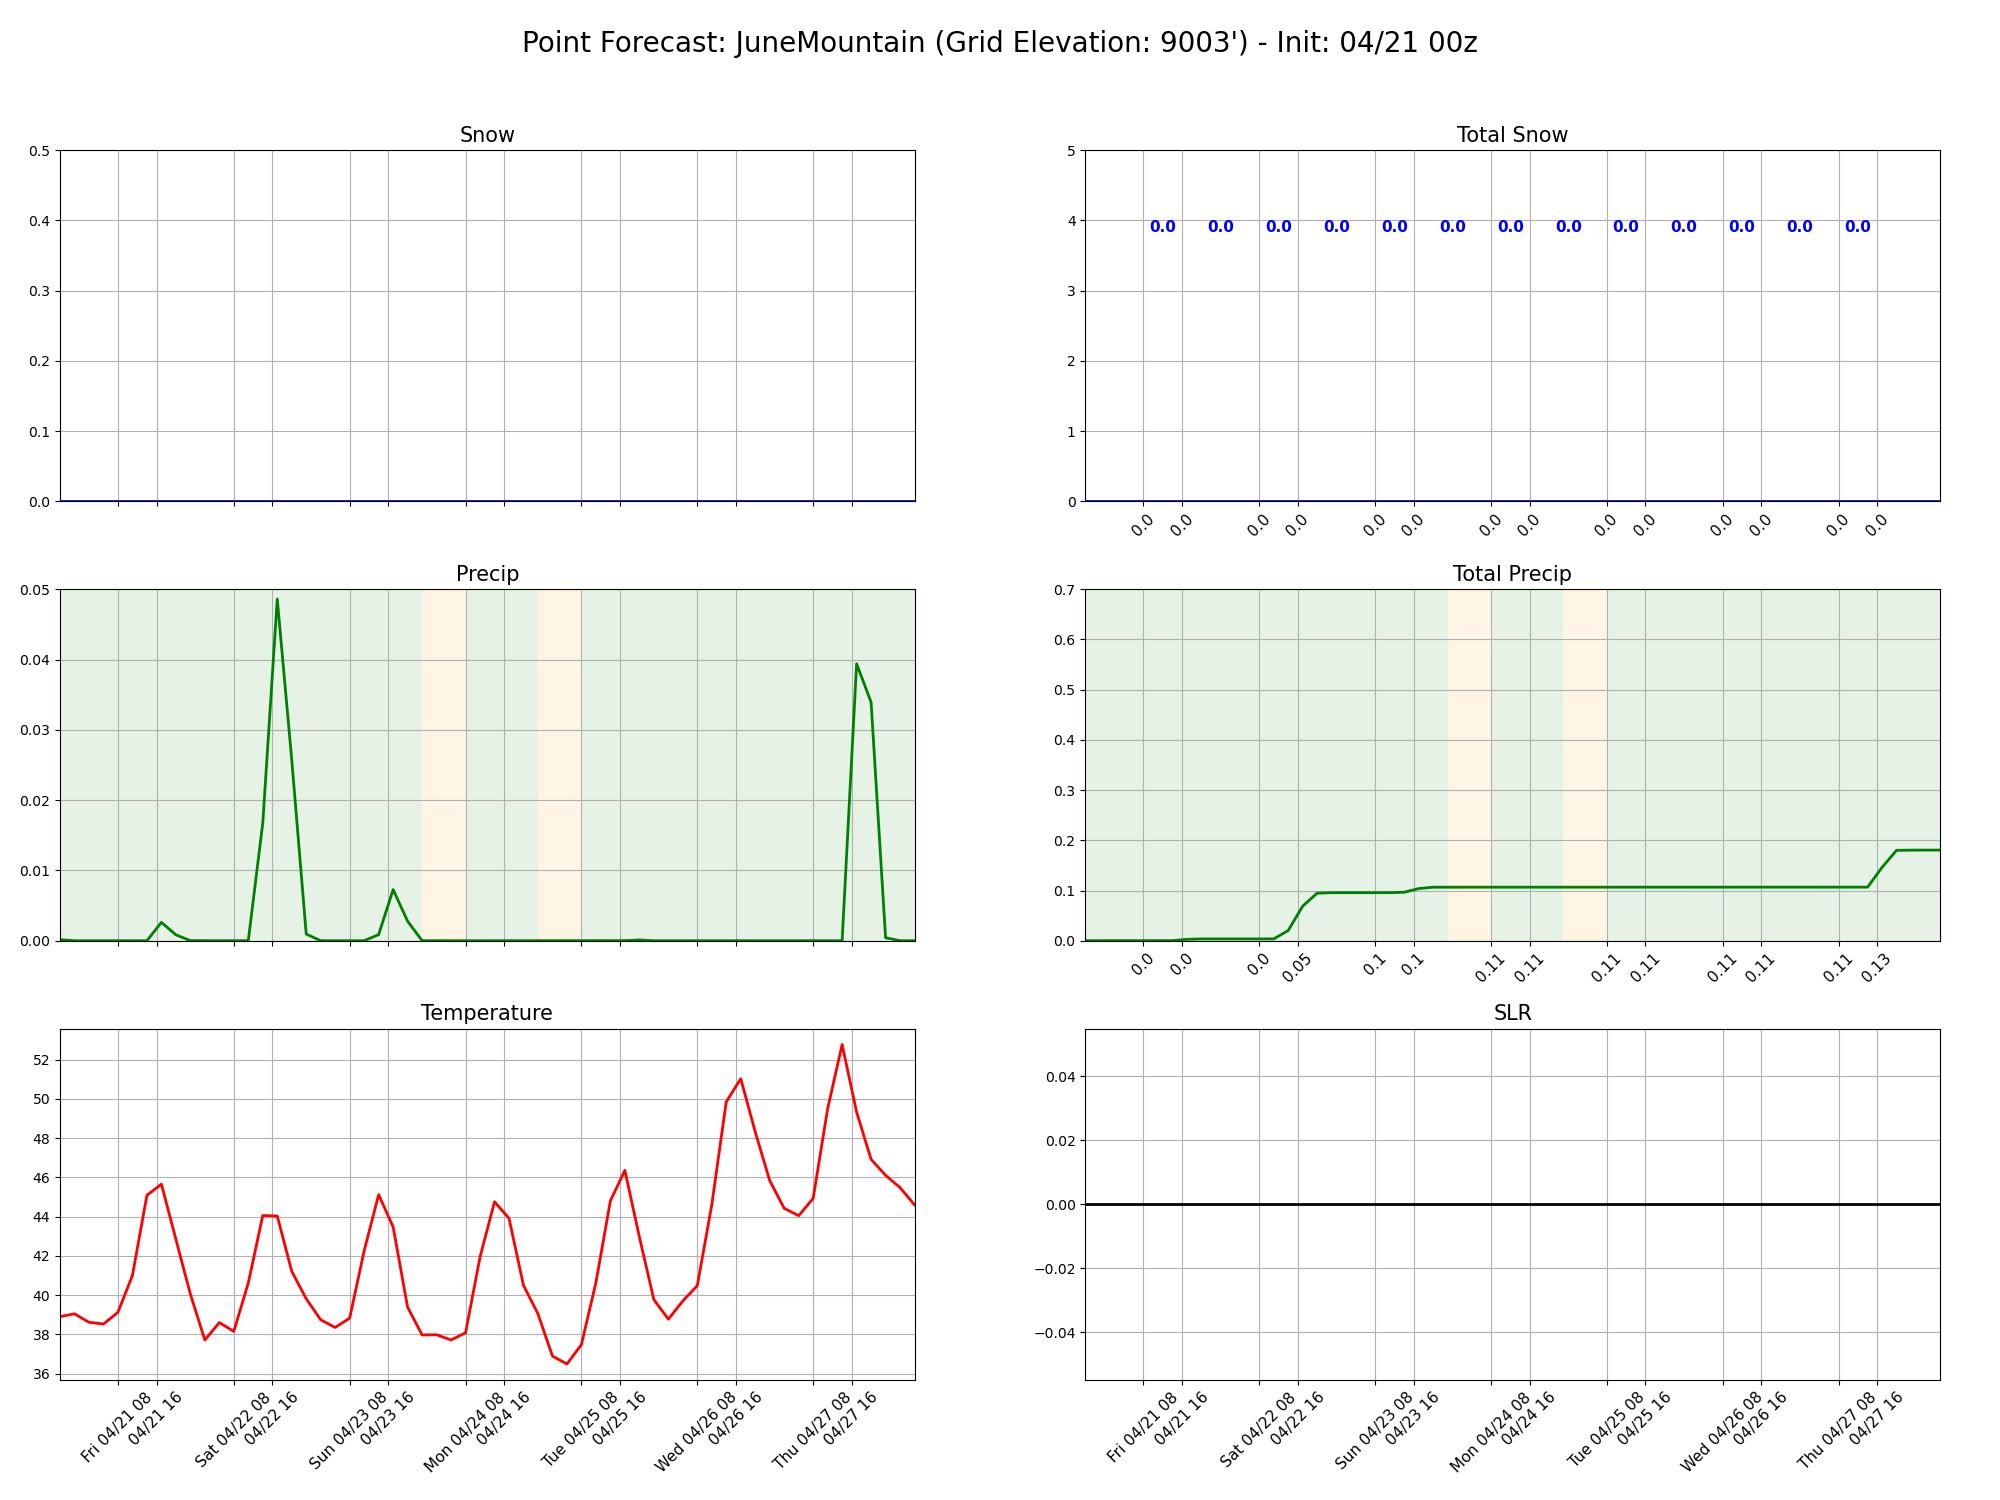 Point Forecast: JuneMountain (Grid Elevation: 9003') - Init: 04/21 00z
Snow
0.5
0.4
0.3
0.2
0.1
0.0
Total Snow
5
4
3
2
1
0
0.0 0.0 0.0 0.0 0.0 0.0 0.0 0.0 0.0 0.0 0.0 0.0 0.0
0.0 0.0 0.0 0.0 0.0 0.0 0.0 0.0 0.0 0.0 0.0 0.0 0.0 0.0
Precip
0.05
0.04
0.03
0.02
0.01
0.00
Total Precip
0.7
0.6
0.5
0.4
0.3
0.2
0.1
0.0
0.0 0.0 0.0 0.05 0.1 0.1 0.11 0.11 0.11 0.11 0.11 0.11 0.11 0.13
Temperature
52
50
48
46
44
42
40
38
36
Fri 04/21 08
04/21 16
Sat 04/22 08
04/22 16
Sun 04/23 08
04/23 16
Mon 04/24 08
04/24 16
Tue 04/25 08
04/25 16
Wed 04/26 08
04/26 16
Thu 04/27 08
04/27 16
SLR
0.04
0.02
0.00
−0.02
−0.04
Fri 04/21 08
04/21 16
Sat 04/22 08
04/22 16
Sun 04/23 08
04/23 16
Mon 04/24 08
04/24 16
Tue 04/25 08
04/25 16
Wed 04/26 08
04/26 16
Thu 04/27 08
04/27 16